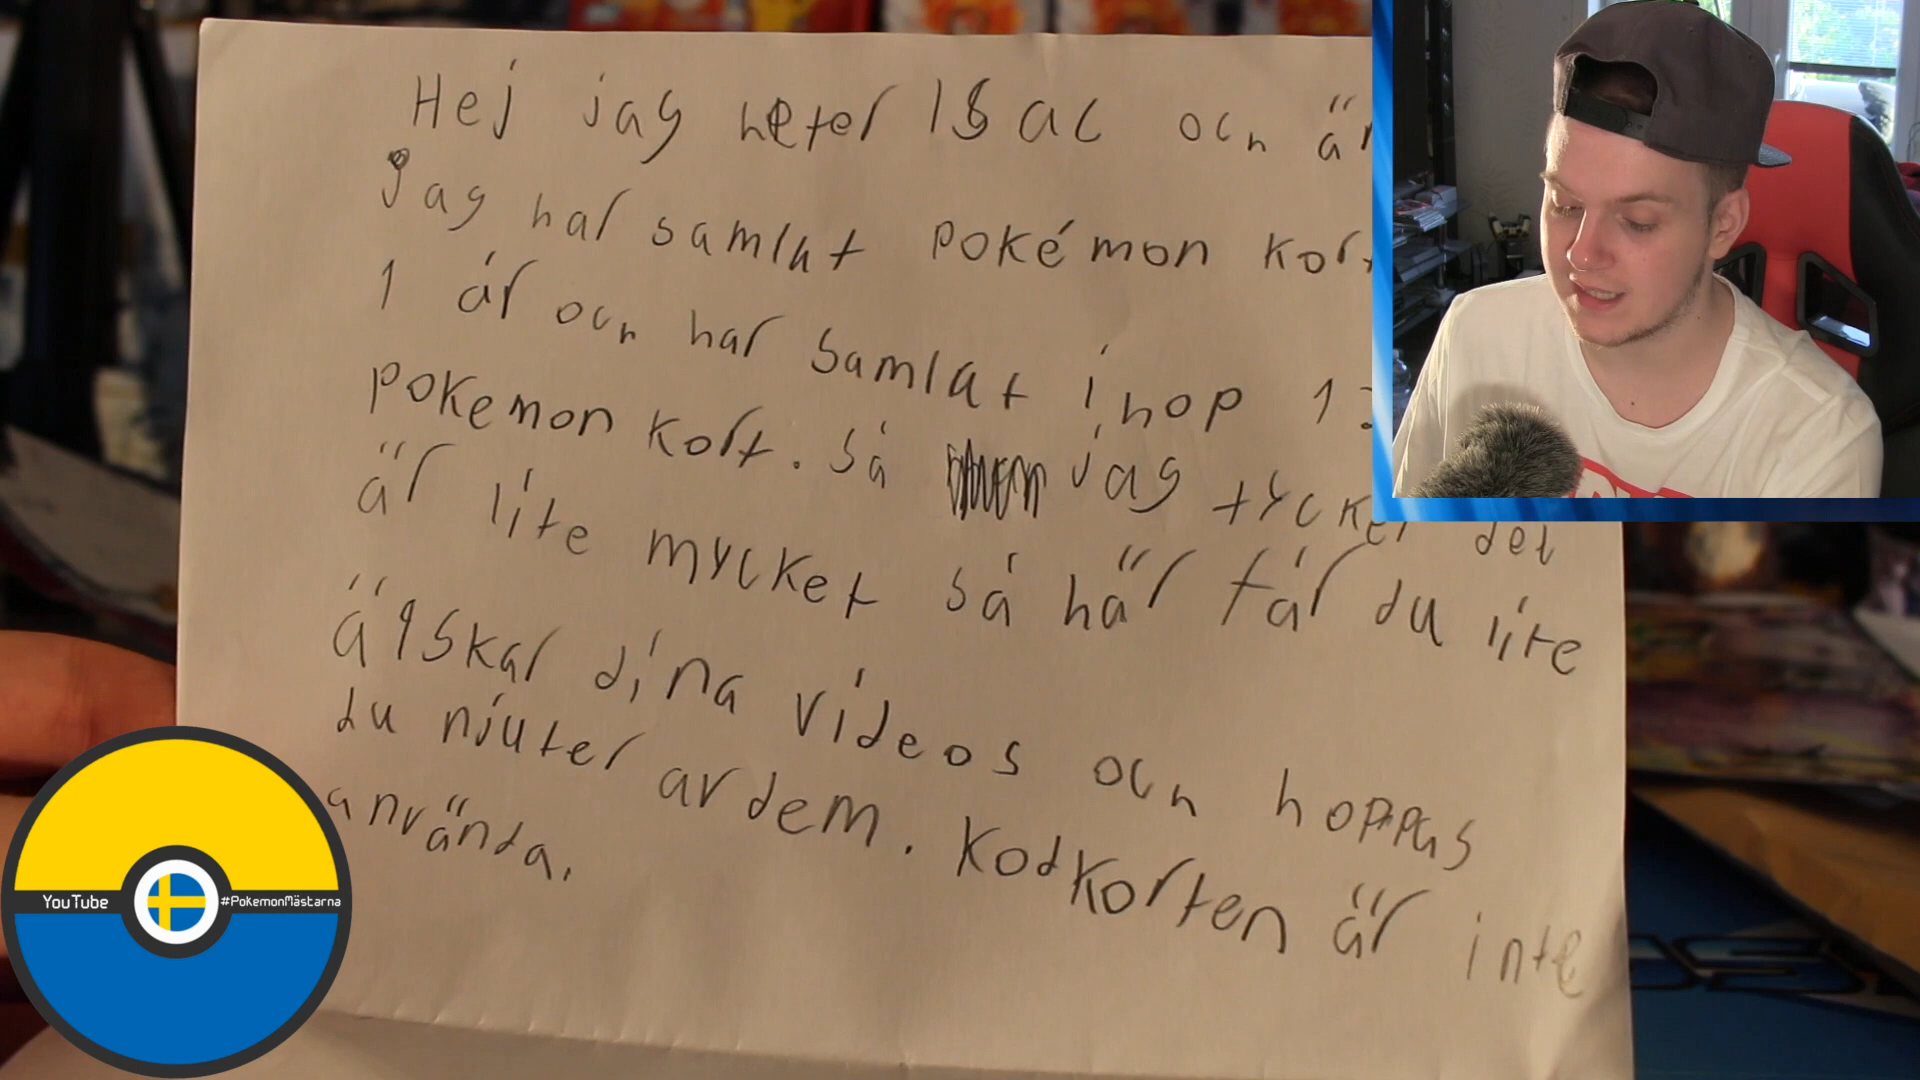 Hej jag heter ISac och är
Jag har samlat pokémon kort
1 år och har samlat ihop 1
pokemon kort. Så jag tycker det
är lite mycket så här får du lite
älskar dina videos och hoppas
du njuter av dem. Kodkorten är inte
använda.
YouTube
#PokemonMästarna